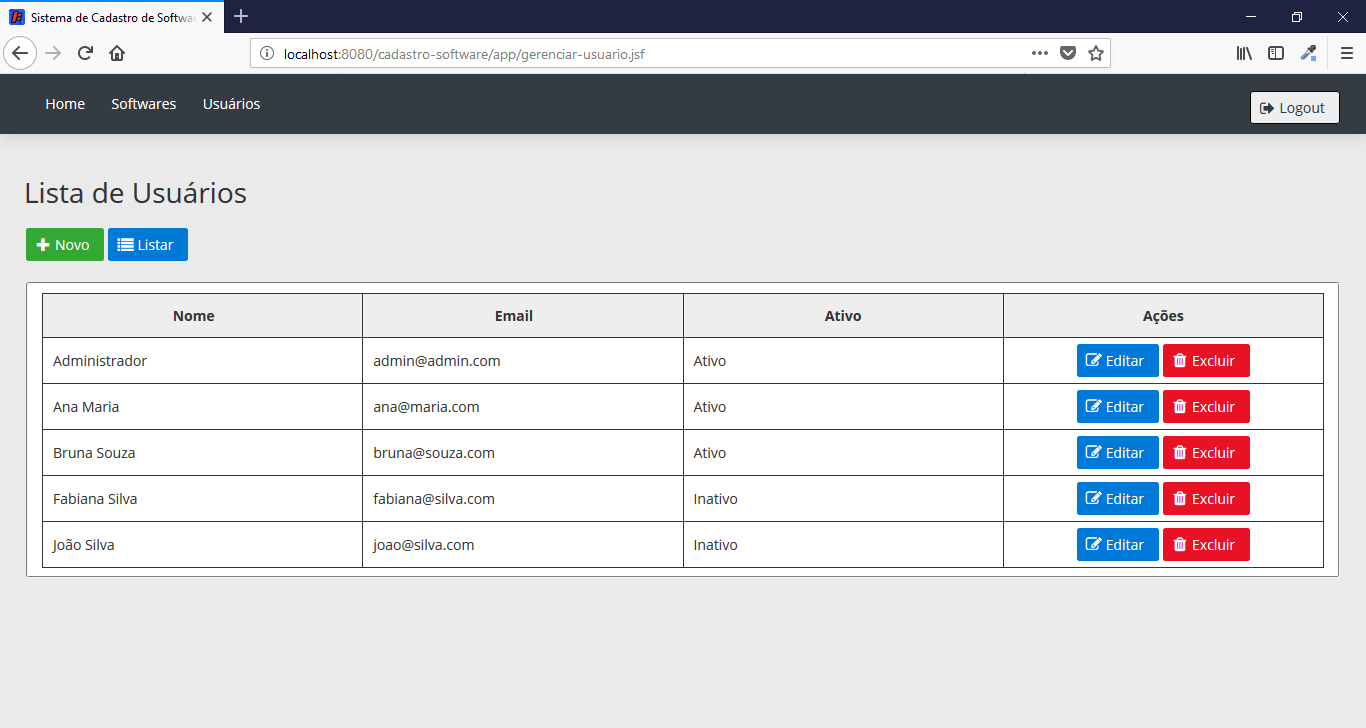 Sistema de Cadastro de Softwa
localhost:8080/cadastro-software/app/gerenciar-usuario.jsf
Home Softwares Usuários Logout
Lista de Usuários
Novo Listar
Nome Email Ativo Ações
Administrador admin@admin.com Ativo Editar Excluir
Ana Maria ana@maria.com Ativo Editar Excluir
Bruna Souza bruna@souza.com Ativo Editar Excluir
Fabiana Silva fabiana@silva.com Inativo Editar Excluir
João Silva joao@silva.com Inativo Editar Excluir